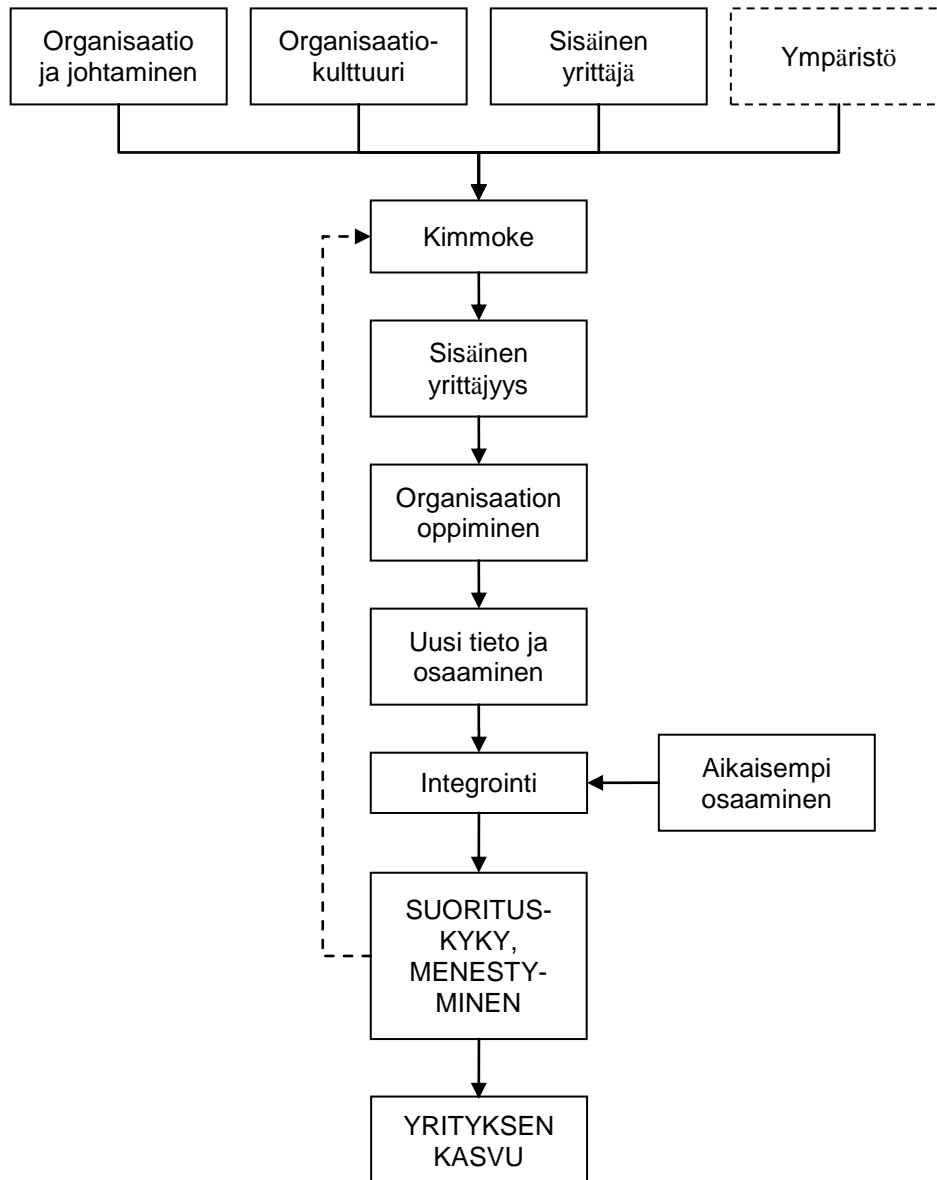 Organisaatio
ja johtaminen
Organisaatio-
kulttuuri
Sisäinen
yrittäjä
Ympäristö
Kimmoke
Sisäinen
yrittäjyys
Organisaation
oppiminen
Uusi tieto ja
osaaminen
Integrointi
Aikaisempi
osaaminen
SUORITUS-
KYKY,
MENESTY-
MINEN
YRITYKSEN
KASVU